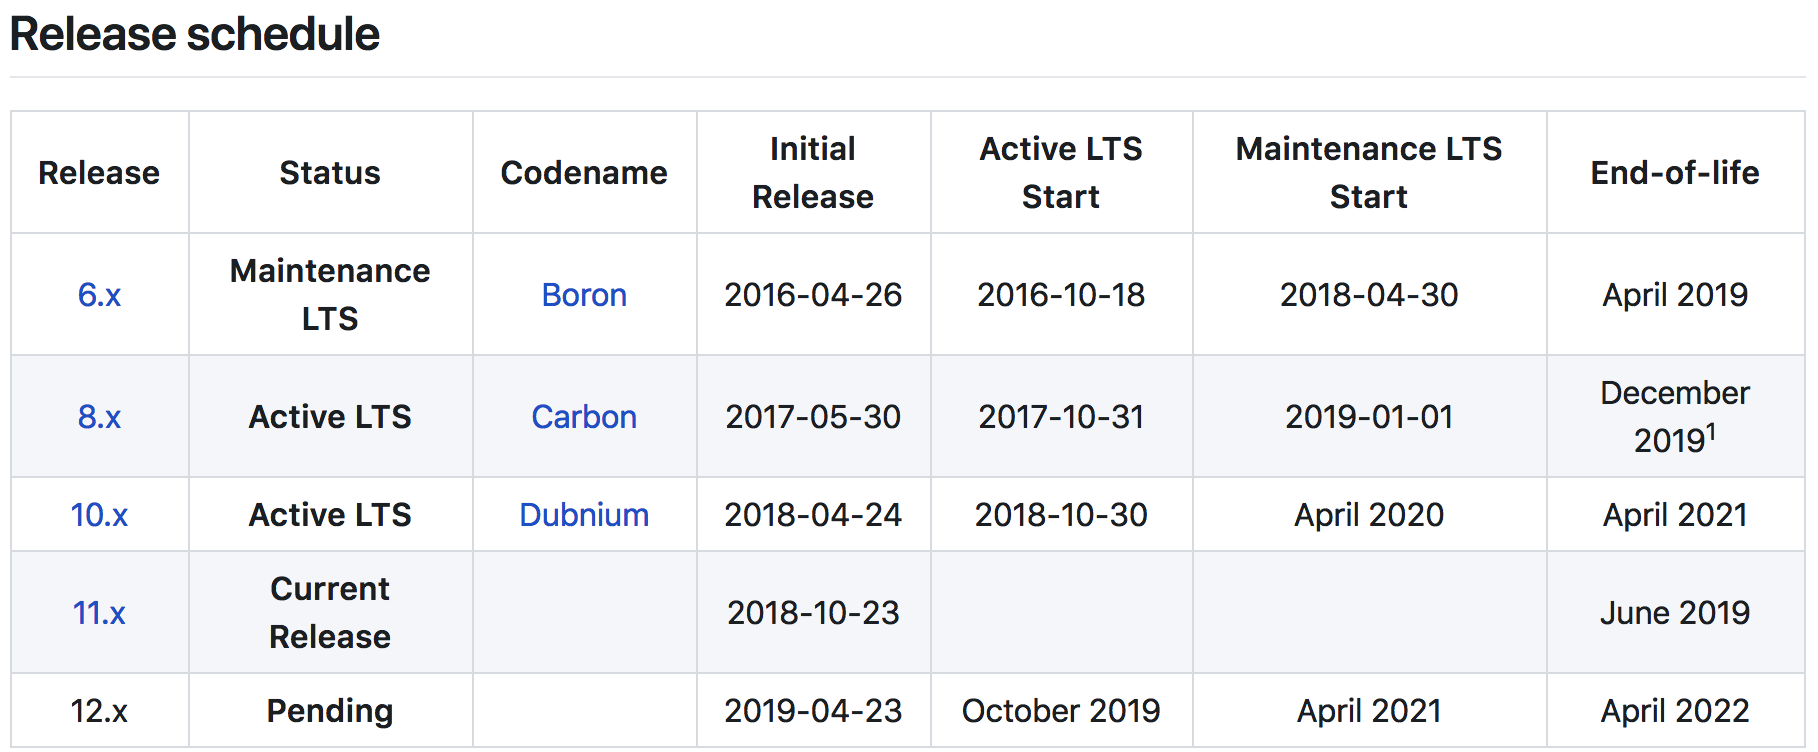 Release schedule
Release Status Codename Initial Release Active LTS Start Maintenance LTS Start End-of-life
6.x Maintenance LTS Boron 2016-04-26 2016-10-18 2018-04-30 April 2019
8.x Active LTS Carbon 2017-05-30 2017-10-31 2019-01-01 December 2019¹
10.x Active LTS Dubnium 2018-04-24 2018-10-30 April 2020 April 2021
11.x Current Release 2018-10-23 June 2019
12.x Pending 2019-04-23 October 2019 April 2021 April 2022